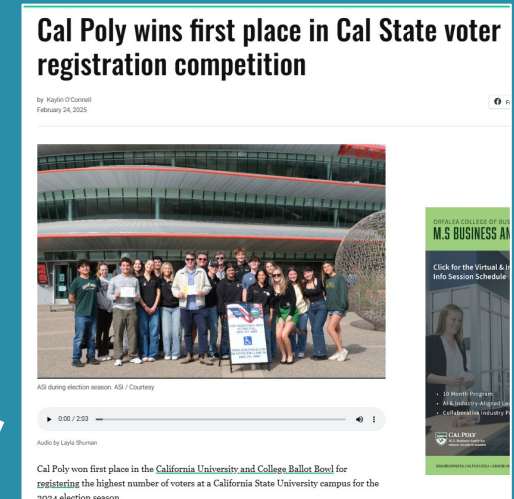 Cal Poly wins first place in Cal State voter
registration competition
by Kaylin O'Connell
February 24, 2025
ASI during election season. ASI / Courtesy
0:00 / 2:03
Audio by Layla Shuman
Cal Poly won first place in the California University and College Ballot Bowl for
registering the highest number of voters at a California State University campus for the
2024 election season.
ORFALEA COLLEGE OF BUS
M.S BUSINESS AN
Click for the Virtual & I
Info Session Schedule
• 10 Month Program
• AI & Industry-Aligned
• Collaborative Industry P
CAL POLY